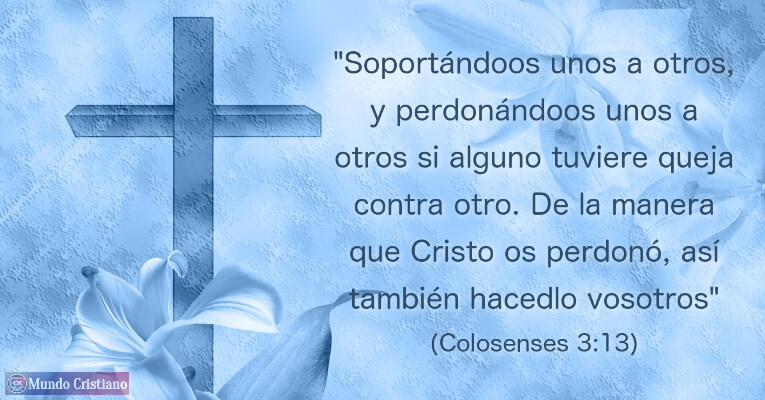 "Soportándoos unos a otros,
y perdonándoos unos a
otros si alguno tuviere queja
contra otro. De la manera
que Cristo os perdonó, así
también hacedlo vosotros"
(Colosenses 3:13)
Mundo Cristiano